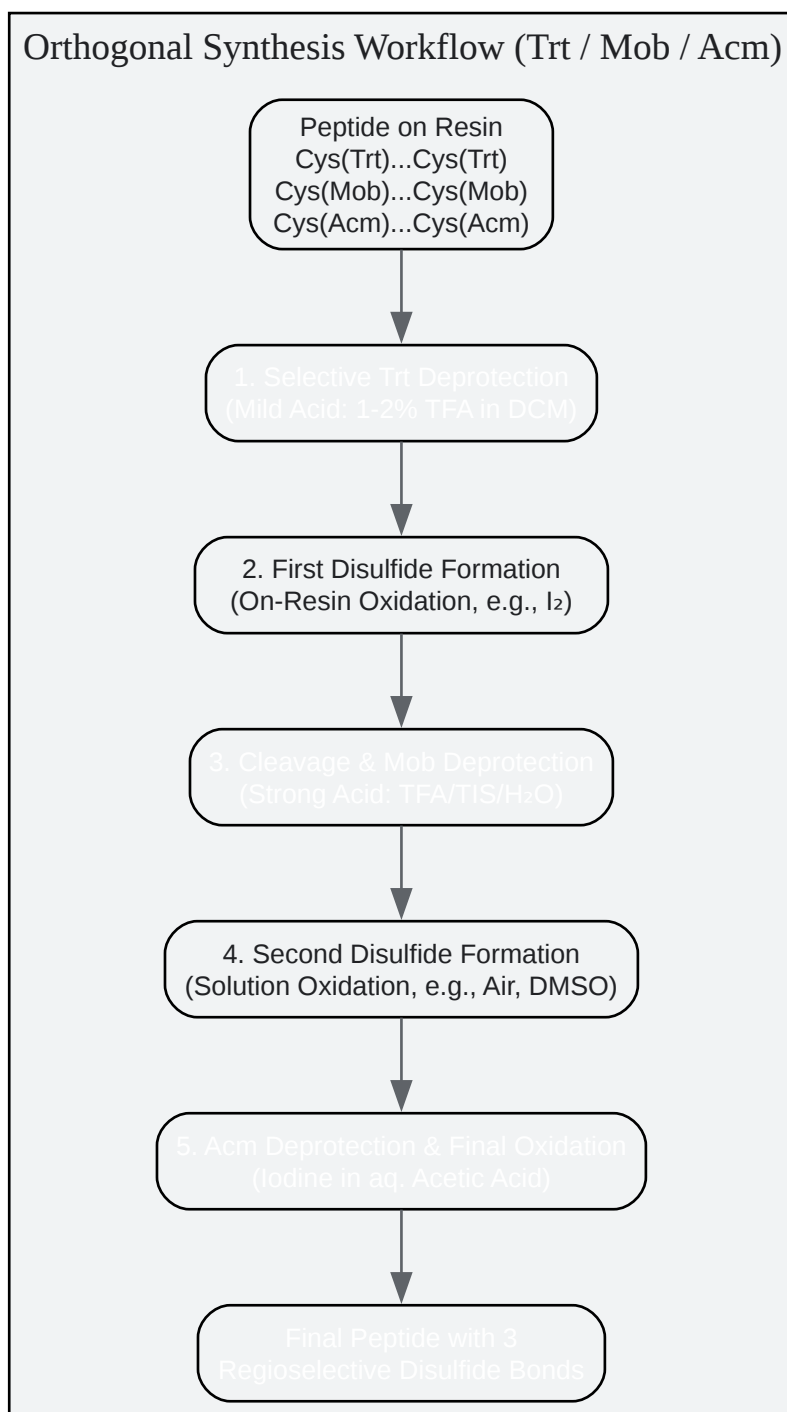 Orthogonal Synthesis Workflow (Trt / Mob / Acm)
Peptide on Resin
Cys(Trt)...Cys(Trt)
Cys(Mob)...Cys(Mob)
Cys(Acm)...Cys(Acm)
1. Selective Trt Deprotection
(Mild Acid: 1-2% TFA in DCM)
2. First Disulfide Formation
(On-Resin Oxidation, e.g., I₂)
3. Cleavage & Mob Deprotection
(Strong Acid: TFA/TIS/H₂O)
4. Second Disulfide Formation
(Solution Oxidation, e.g., Air, DMSO)
5. Acm Deprotection & Final Oxidation
(Iodine in aq. Acetic Acid)
Final Peptide with 3
Regioselective Disulfide Bonds